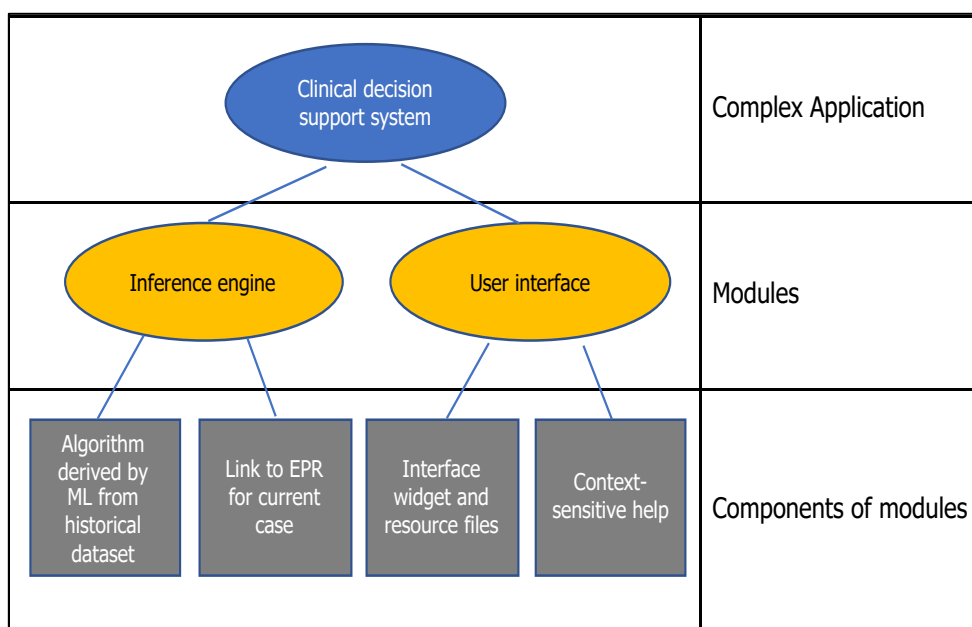 Clinical decision
support system
Complex Application
Inference engine
User interface
Modules
Algorithm
derived by
ML from
historical
dataset
Link to EPR
for current
case
Interface
widget and
resource files
Context-
sensitive help
Components of modules